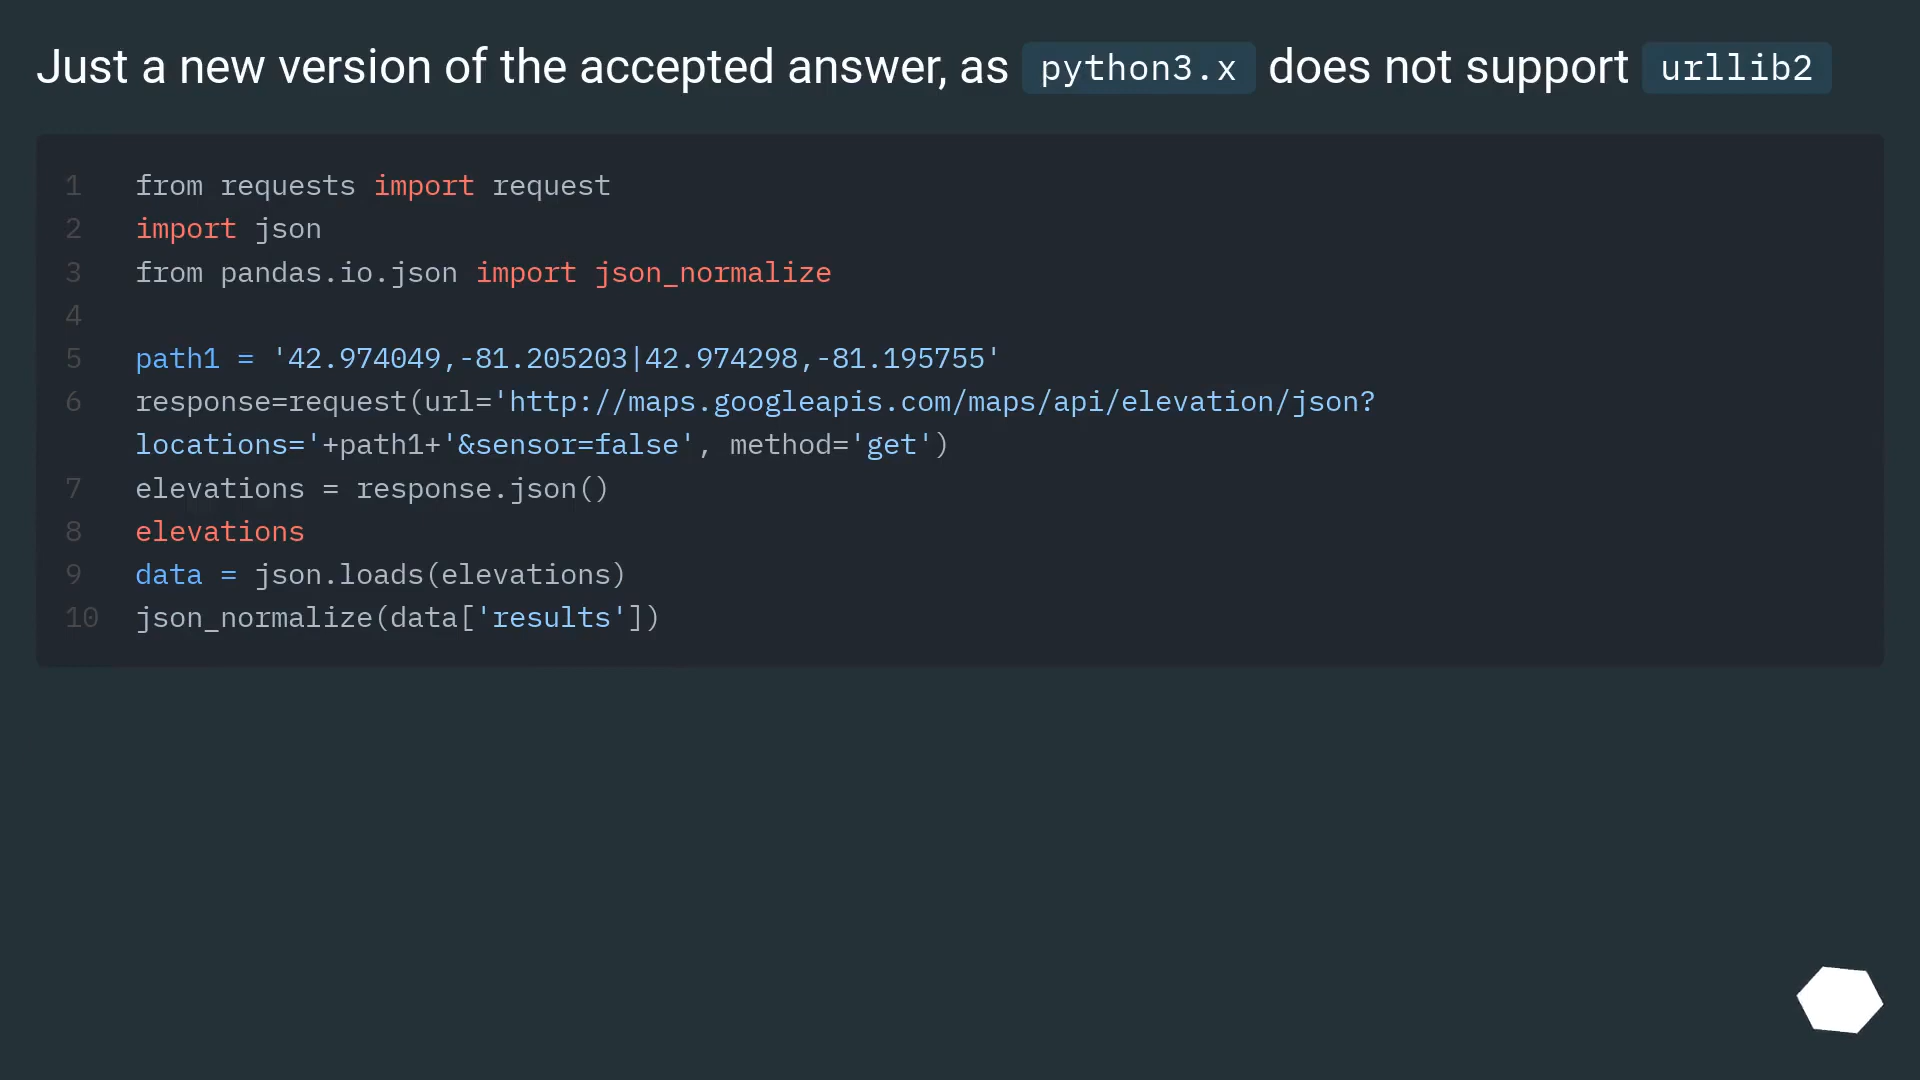 Just a new version of the accepted answer, as python3.x does not support urllib2
1 from requests import request
2 import json
3 from pandas.io.json import json_normalize
4
5 path1 = '42.974049,-81.205203|42.974298,-81.195755'
6 response=request(url='http://maps.googleapis.com/maps/api/elevation/json?
locations='+path1+'&sensor=false', method='get')
7 elevations = response.json()
8 elevations
9 data = json.loads(elevations)
10 json_normalize(data['results'])